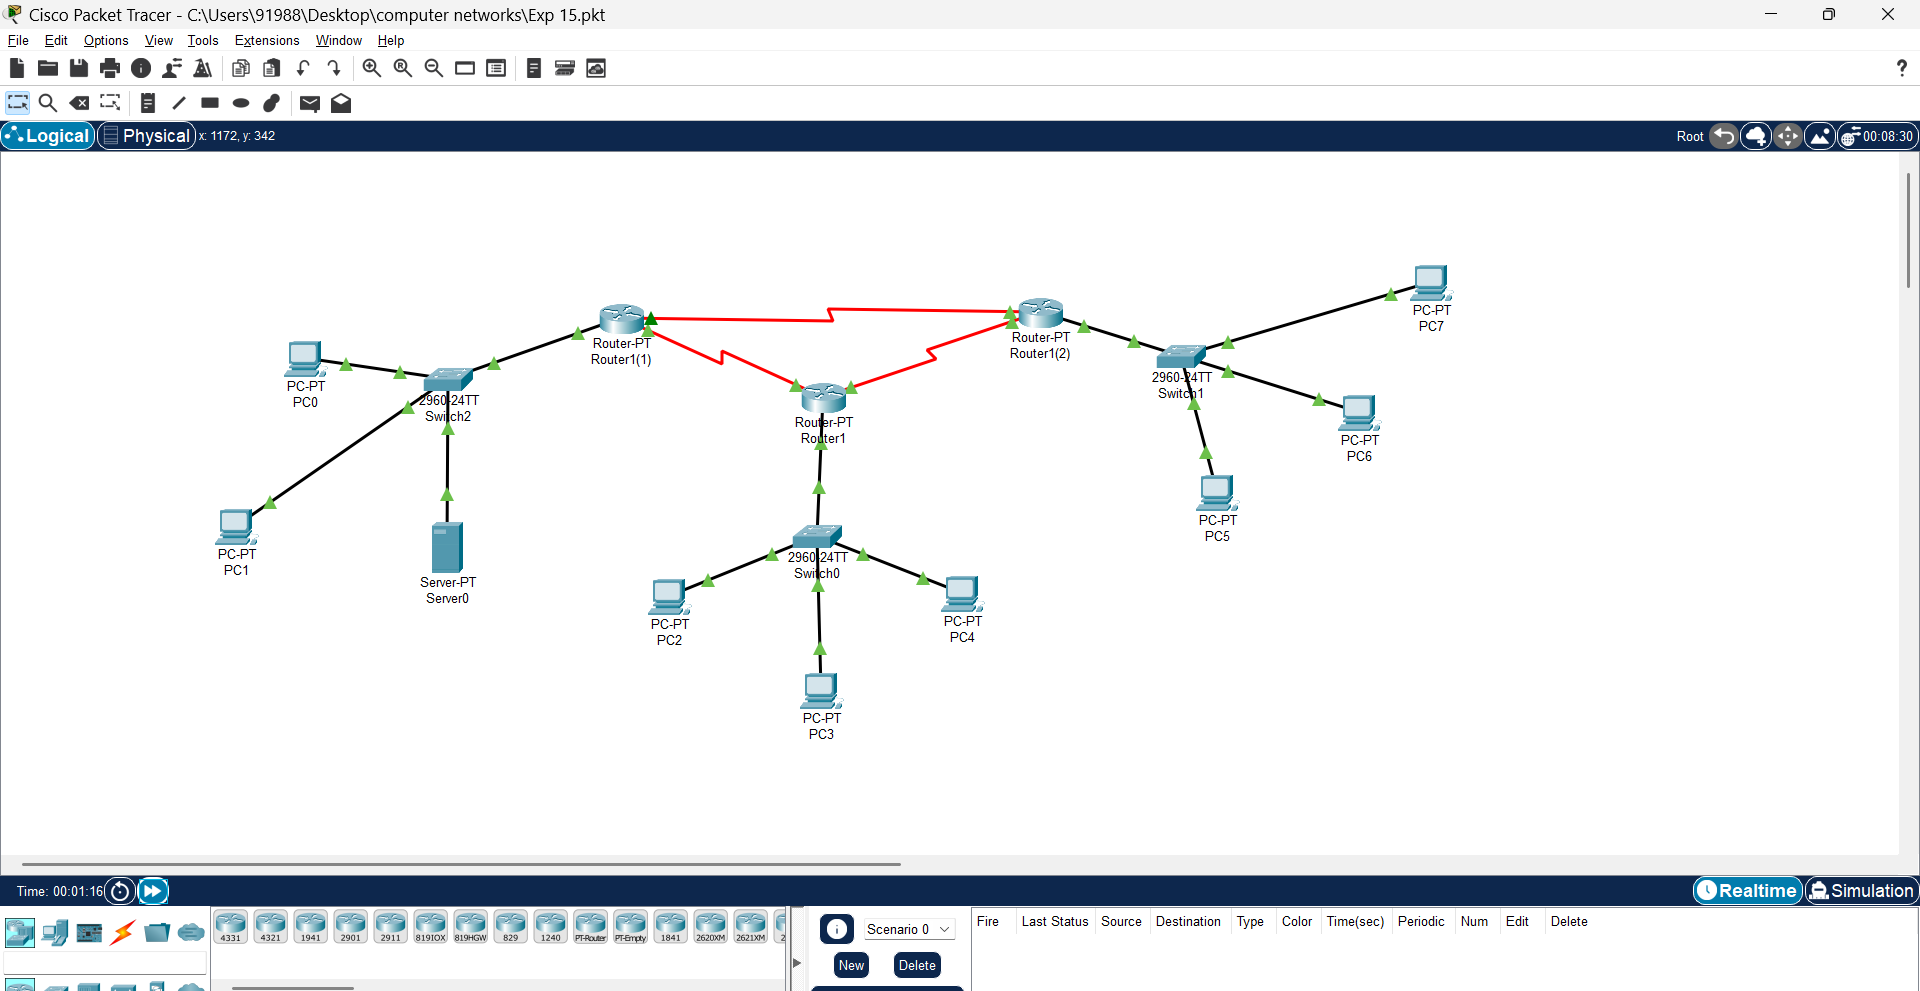 Cisco Packet Tracer - C:\Users\91988\Desktop\computer networks\Exp 15.pkt
File Edit Options View Tools Extensions Window Help
?
Logical Physical x: 1172, y: 342 Root 00:08:30
PC-PT
PC7
Router-PT
Router1(1)
Router-PT
Router1(2)
PC-PT
PC0
2960-24TT
Switch2
2960-24TT
Switch1
Router-PT
Router1
PC-PT
PC6
PC-PT
PC5
PC-PT
PC1
Server-PT
Server0
2960-24TT
Switch0
PC-PT
PC2
PC-PT
PC4
PC-PT
PC3
Time: 00:01:16 Realtime Simulation
4331 4321 1941 2901 2911 819IOX 819HGW 829 1240 PT-Router PT-Empty 1841 2620XM 2621XM 2
Scenario 0
New Delete
Fire Last Status Source Destination Type Color Time(sec) Periodic Num Edit Delete